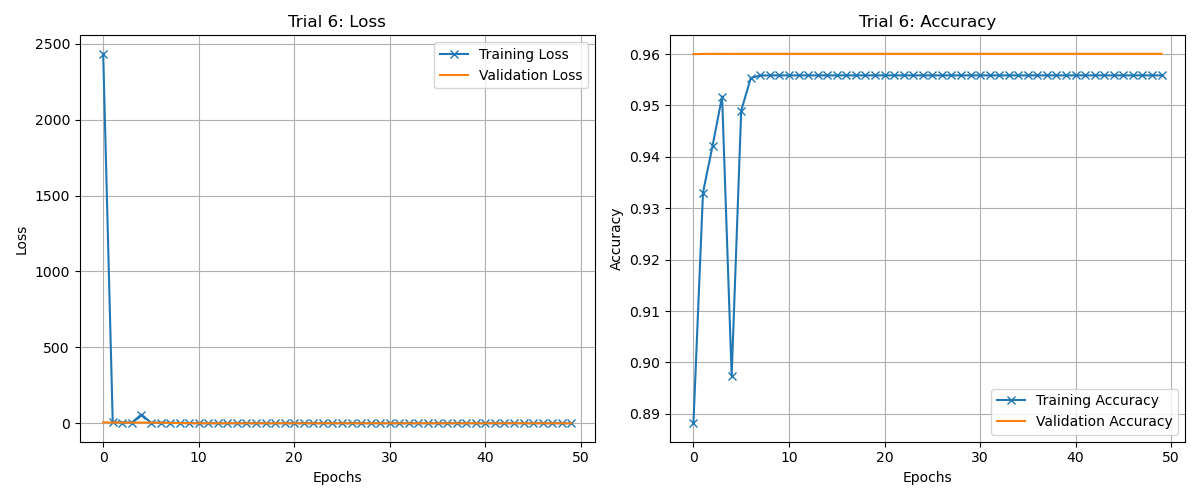 Trial 6: Loss
2500
2000
1500
1000
500
0
Loss
0 10 20 30 40 50
Epochs
Training Loss
Validation Loss
Trial 6: Accuracy
0.96
0.95
0.94
0.93
0.92
0.91
0.90
0.89
Accuracy
0 10 20 30 40 50
Epochs
Training Accuracy
Validation Accuracy